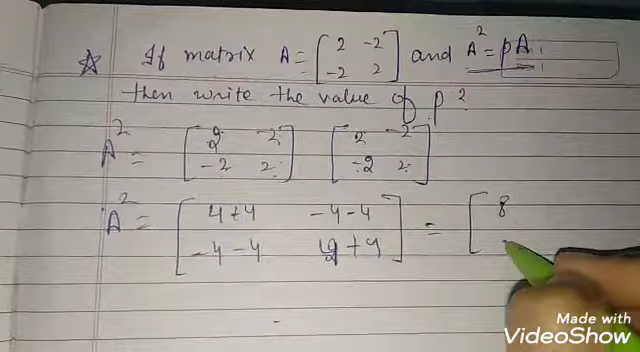 ☆ If matrix A = [2 -2; -2 2] and A² = pA
then write the value of p ?
A² = [2 -2; -2 2] [2 -2; -2 2]
A² = [4+4 -4-4; -4-4 4+4] = [8
Made with
VideoShow